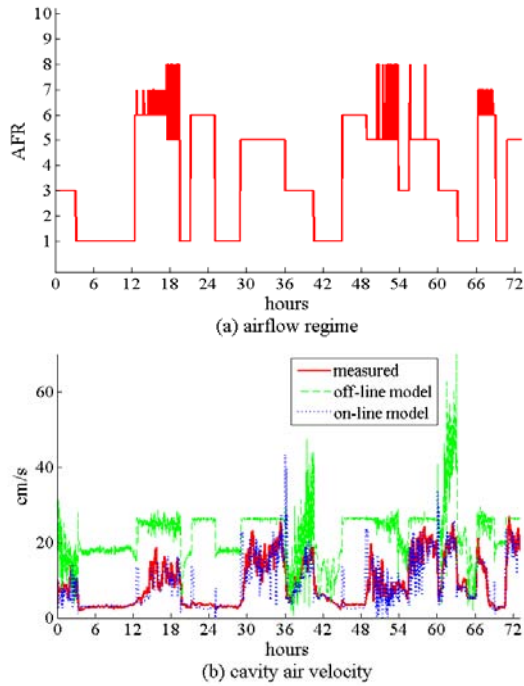 10
9
8
7
6
5
4
3
2
1
AFR
0 6 12 18 24 30 36 42 48 54 60 66 72
hours
(a) airflow regime
measured
off-line model
on-line model
60
40
20
0
cm/s
0 6 12 18 24 30 36 42 48 54 60 66 72
hours
(b) cavity air velocity